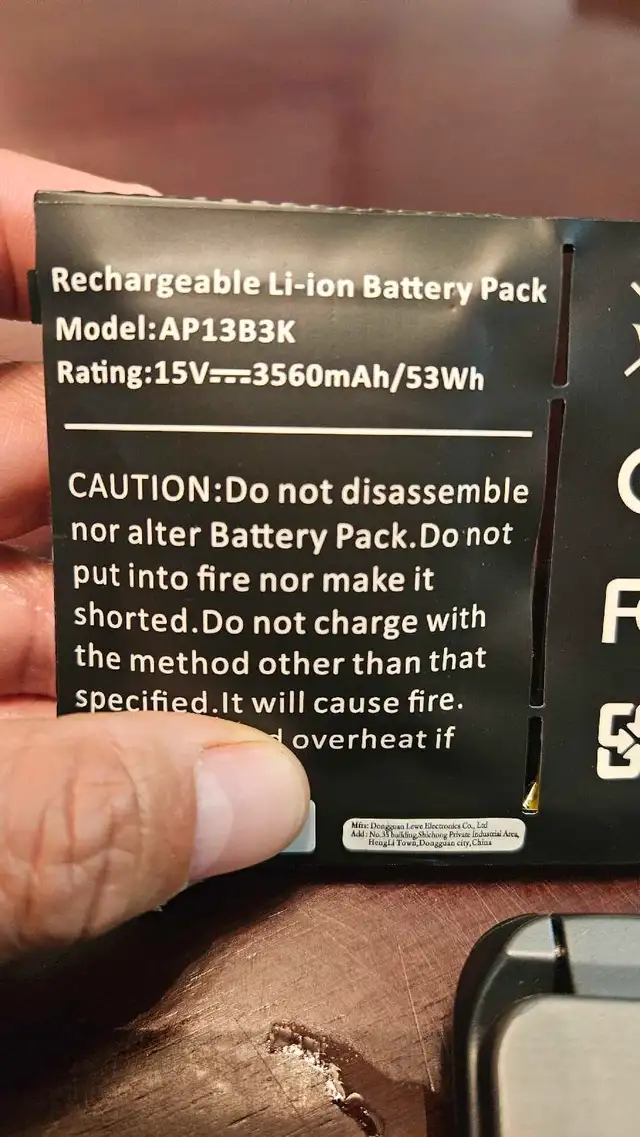 Rechargeable Li-ion Battery Pack
Model:AP13B3K
Rating:15V⎓3560mAh/53Wh
CAUTION:Do not disassemble
nor alter Battery Pack.Do not
put into fire nor make it
shorted.Do not charge with
the method other than that
specified.It will cause fire.
overheat if
Mfrs: Dongguan Lowe Electronics Co., Ltd
Add : No.35 building,Shichong Private Industrial Area,
HengLi Town,Dongguan city,China